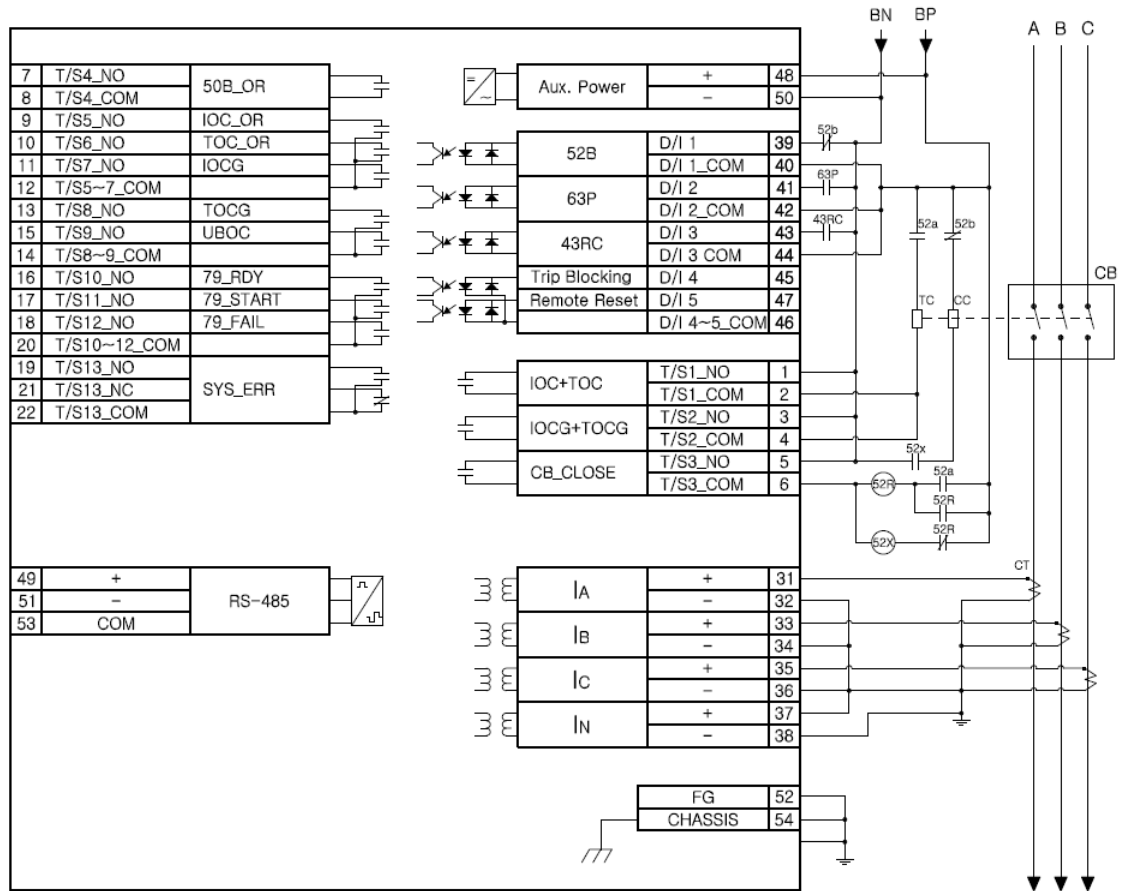 BN BP
A B C
7 T/S4_NO 50B_OR
8 T/S4_COM
9 T/S5_NO IOC_OR
10 T/S6_NO TOC_OR
11 T/S7_NO IOCG
12 T/S5~7_COM
13 T/S8_NO TOCG
15 T/S9_NO UBOC
14 T/S8~9_COM
16 T/S10_NO 79_RDY
17 T/S11_NO 79_START
18 T/S12_NO 79_FAIL
20 T/S10~12_COM
19 T/S13_NO SYS_ERR
21 T/S13_NC
22 T/S13_COM
49 + RS-485
51 −
53 COM
Aux. Power + 48
− 50
52B D/I 1 39
D/I 1_COM 40
63P D/I 2 41
D/I 2_COM 42
43RC D/I 3 43
D/I 3 COM 44
Trip Blocking D/I 4 45
Remote Reset D/I 5 47
D/I 4~5_COM 46
IOC+TOC T/S1_NO 1
T/S1_COM 2
IOCG+TOCG T/S2_NO 3
T/S2_COM 4
CB_CLOSE T/S3_NO 5
T/S3_COM 6
IA + 31
− 32
IB + 33
− 34
IC + 35
− 36
IN + 37
− 38
FG 52
CHASSIS 54
52b
63P
43RC
52a 52b
CB
TC CC
52x
52R 52a
52R
52X 52R
CT